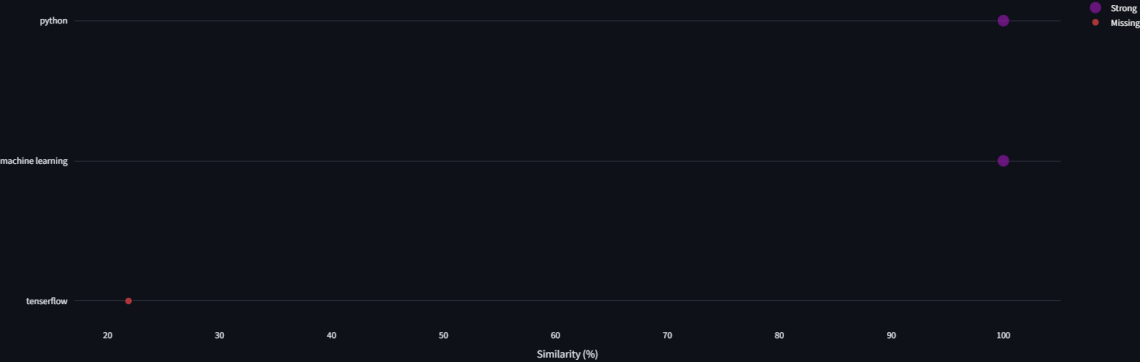 python
Strong
Missing
machine learning
tenserflow
20 30 40 50 60 70 80 90 100
Similarity (%)